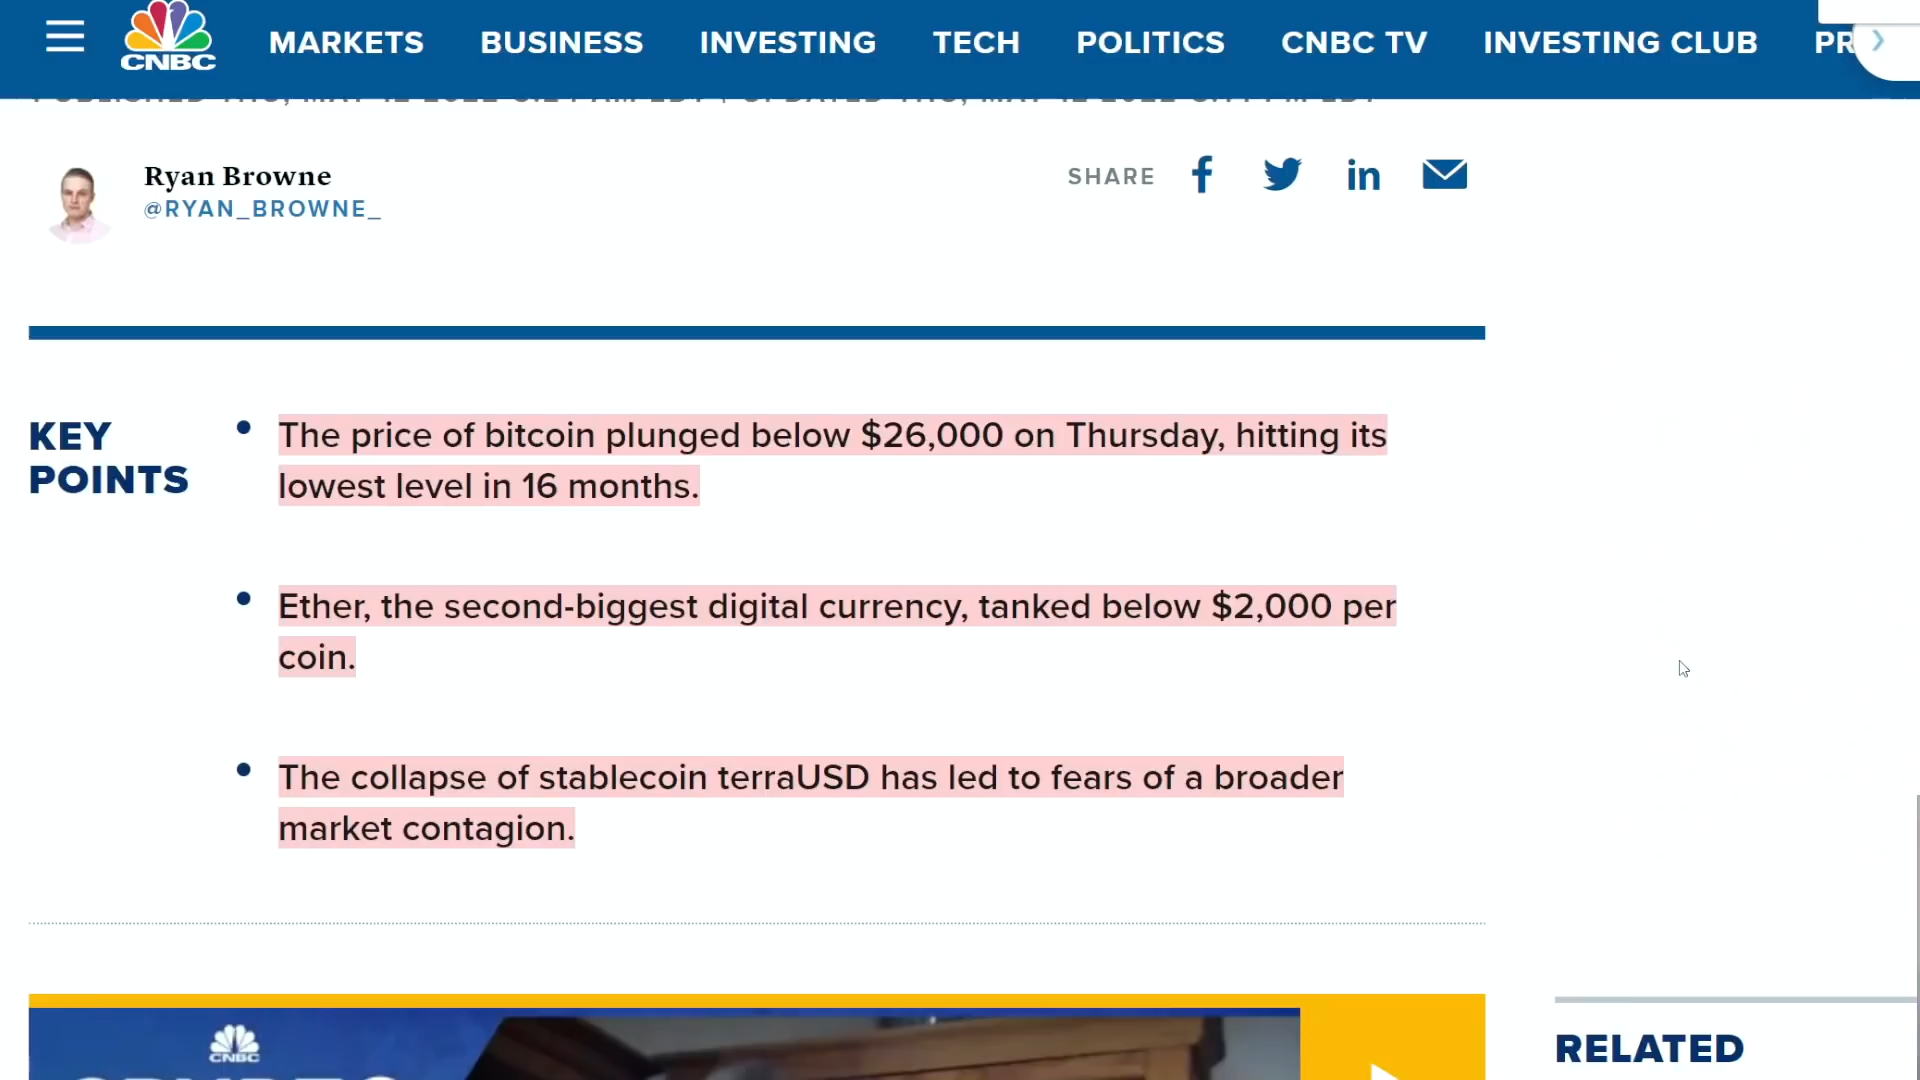 MARKETS BUSINESS INVESTING TECH POLITICS CNBC TV INVESTING CLUB
CNBC
Ryan Browne
@RYAN_BROWNE_
SHARE
KEY
POINTS
The price of bitcoin plunged below $26,000 on Thursday, hitting its
lowest level in 16 months.
Ether, the second-biggest digital currency, tanked below $2,000 per
coin.
The collapse of stablecoin terraUSD has led to fears of a broader
market contagion.
CNBC
RELATED